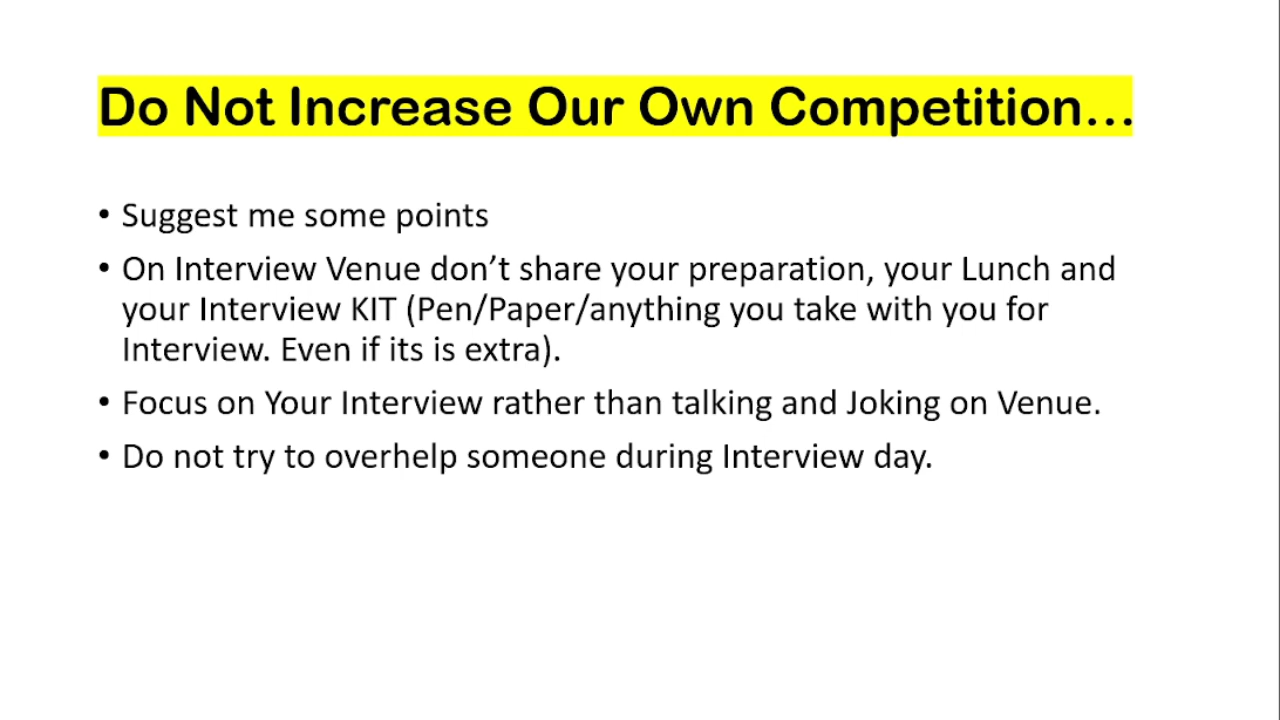 Do Not Increase Our Own Competition...
• Suggest me some points
• On Interview Venue don’t share your preparation, your Lunch and
your Interview KIT (Pen/Paper/anything you take with you for
Interview. Even if its is extra).
• Focus on Your Interview rather than talking and Joking on Venue.
• Do not try to overhelp someone during Interview day.